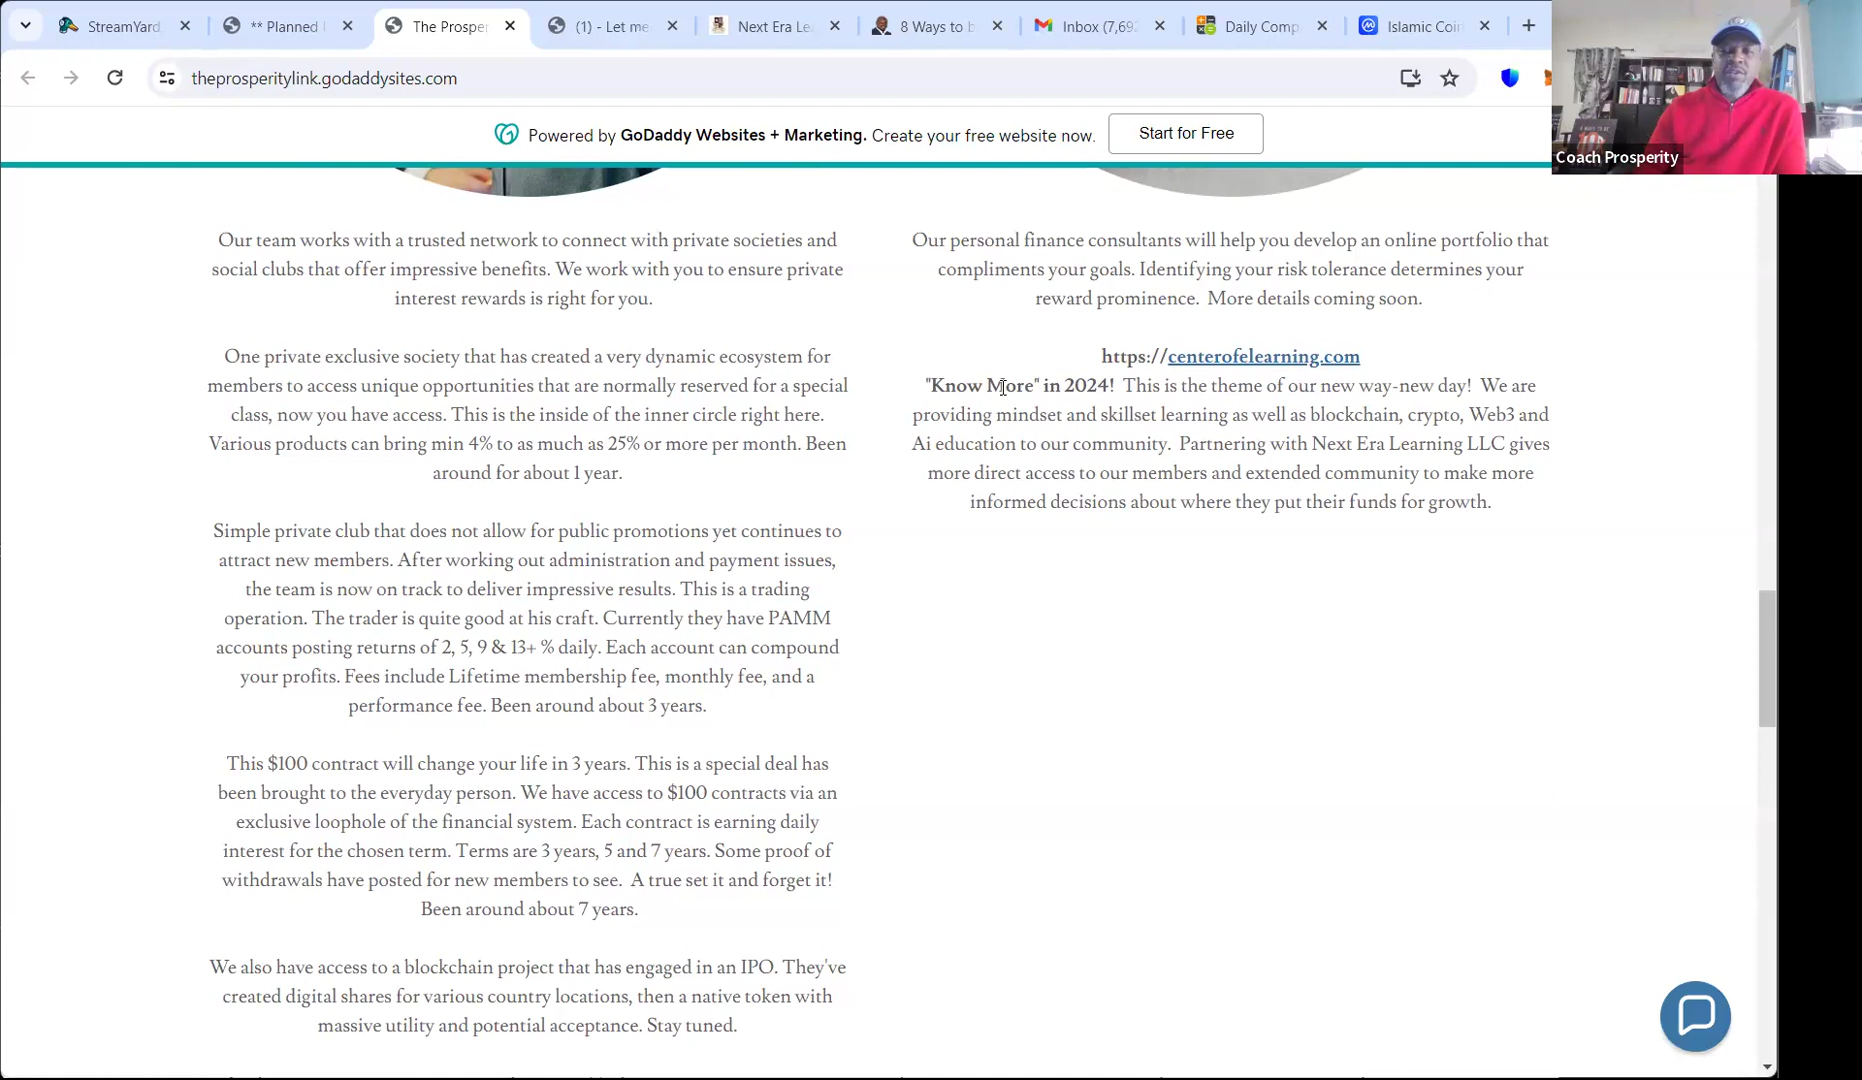 StreamYard
** Planned
The Prosper
(1) - Let me
Next Era Le
8 Ways to b
Inbox (7,692
Daily Comp
Islamic Coin
theprosperitylink.godaddysites.com
Powered by GoDaddy Websites + Marketing. Create your free website now.
Start for Free
Coach Prosperity
Our team works with a trusted network to connect with private societies and
social clubs that offer impressive benefits. We work with you to ensure private
interest rewards is right for you.
One private exclusive society that has created a very dynamic ecosystem for
members to access unique opportunities that are normally reserved for a special
class, now you have access. This is the inside of the inner circle right here.
Various products can bring min 4% to as much as 25% or more per month. Been
around for about 1 year.
Simple private club that does not allow for public promotions yet continues to
attract new members. After working out administration and payment issues,
the team is now on track to deliver impressive results. This is a trading
operation. The trader is quite good at his craft. Currently they have PAMM
accounts posting returns of 2, 5, 9 & 13+ % daily. Each account can compound
your profits. Fees include Lifetime membership fee, monthly fee, and a
performance fee. Been around about 3 years.
This $100 contract will change your life in 3 years. This is a special deal has
been brought to the everyday person. We have access to $100 contracts via an
exclusive loophole of the financial system. Each contract is earning daily
interest for the chosen term. Terms are 3 years, 5 and 7 years. Some proof of
withdrawals have posted for new members to see. A true set it and forget it!
Been around about 7 years.
We also have access to a blockchain project that has engaged in an IPO. They've
created digital shares for various country locations, then a native token with
massive utility and potential acceptance. Stay tuned.
Our personal finance consultants will help you develop an online portfolio that
compliments your goals. Identifying your risk tolerance determines your
reward prominence. More details coming soon.
https://centerofelearning.com
"Know More" in 2024! This is the theme of our new way-new day! We are
providing mindset and skillset learning as well as blockchain, crypto, Web3 and
Ai education to our community. Partnering with Next Era Learning LLC gives
more direct access to our members and extended community to make more
informed decisions about where they put their funds for growth.